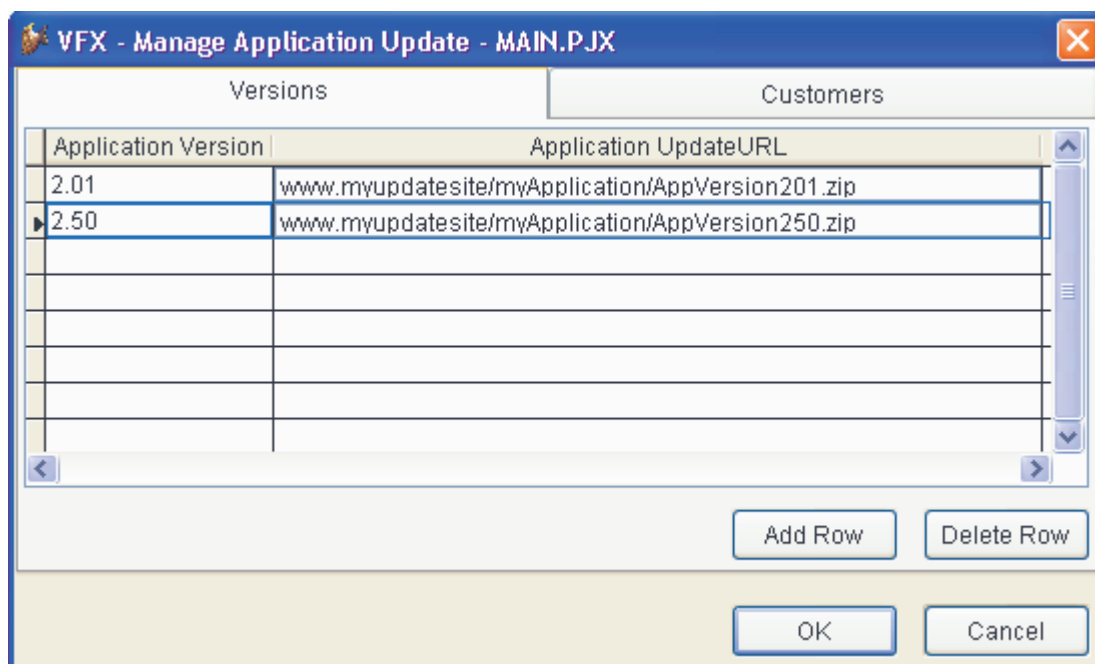 VFX - Manage Application Update - MAIN.PJX
Versions Customers
Application Version Application UpdateURL
2.01 www.myupdatesite/myApplication/AppVersion201.zip
2.50 www.myupdatesite/myApplication/AppVersion250.zip
Add Row Delete Row
OK Cancel